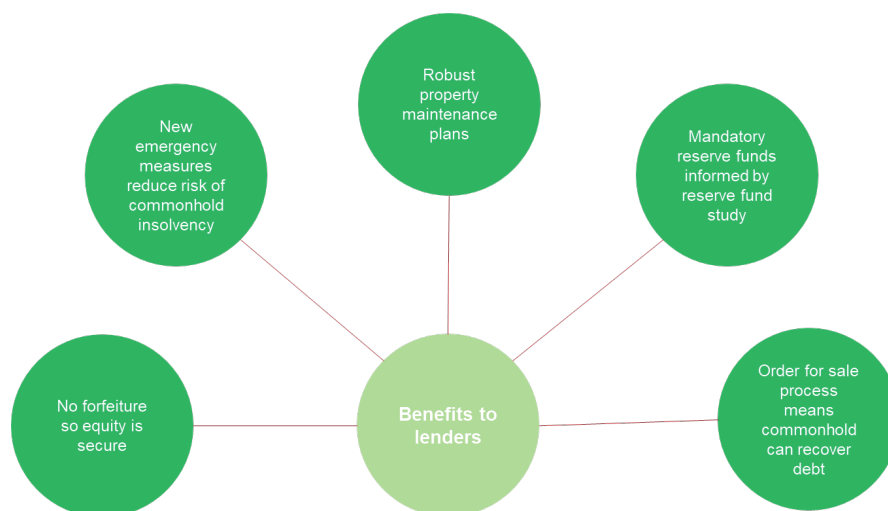 Robust
property
maintenance
plans
New
emergency
measures
reduce risk of
commonhold
insolvency
Mandatory
reserve funds
informed by
reserve fund
study
No forfeiture
so equity is
secure
Benefits to
lenders
Order for sale
process
means
commonhold
can recover
debt